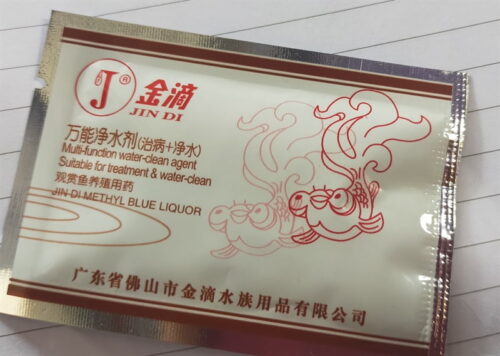 J®
金滴
JIN DI
万能净水剂(治病+净水)
Multi-function water-clean agent
Suitable for treatment & water-clean
观赏鱼养殖用药
JIN DI METHYL BLUE LIQUOR
广东省佛山市金滴水族用品有限公司